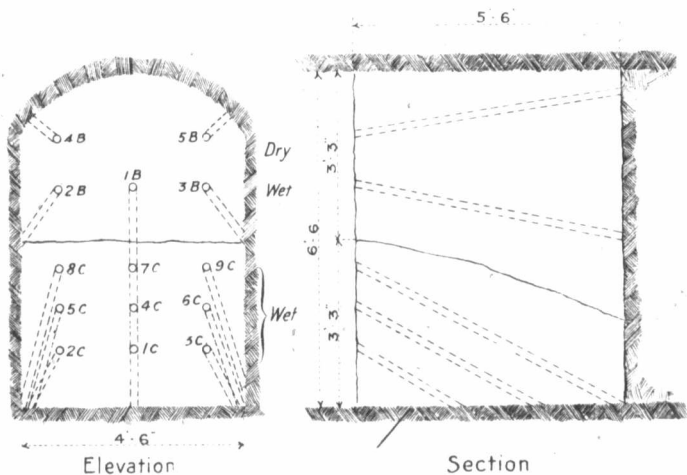 5·6
4B
5B
Dry
1B
2B
3B
Wet
3·3
6·6
8C
7C
9C
5C
4C
6C
Wet
3·3
2C
1C
3C
4·6
Elevation
Section